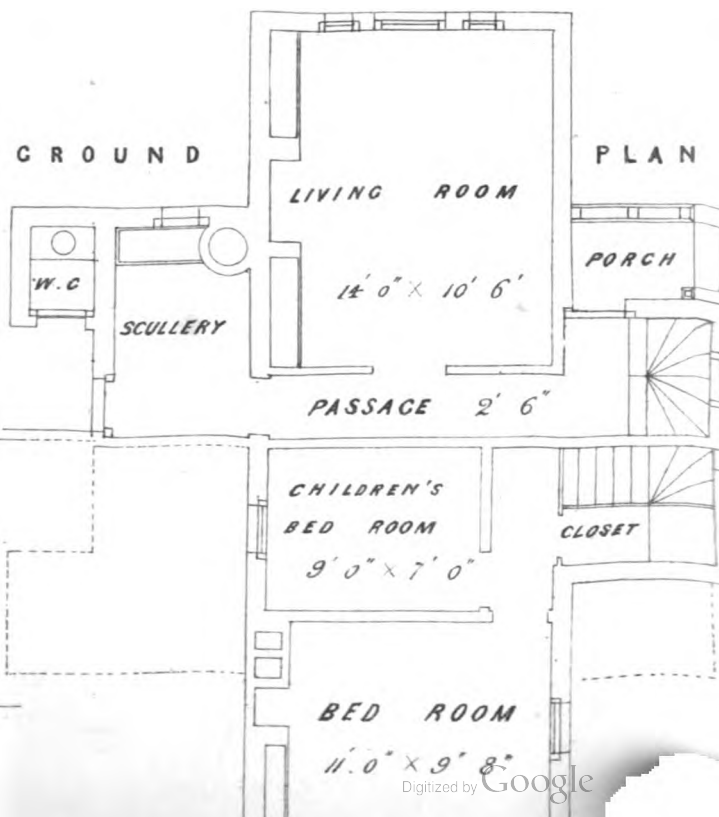 GROUND PLAN
LIVING ROOM
14' 0" × 10' 6'
W.C
PORCH
SCULLERY
PASSAGE 2' 6"
CHILDREN'S
BED ROOM
9' 0" × 7' 0"
CLOSET
BED ROOM
11'.0" × 9' 8"
Digitized by Google